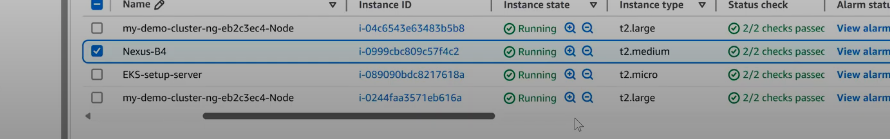 Name Instance ID Instance state Instance type Status check Alarm stat
my-demo-cluster-ng-eb2c3ec4-Node i-04c6543e63483b5b8 Running t2.large 2/2 checks passec View alarm
Nexus-B4 i-0999cbc809c57f4c2 Running t2.medium 2/2 checks passec View alarm
EKS-setup-server i-089090bdc8217618a Running t2.micro 2/2 checks passec View alarm
my-demo-cluster-ng-eb2c3ec4-Node i-0244faa3571eb616a Running t2.large 2/2 checks passec View alarm